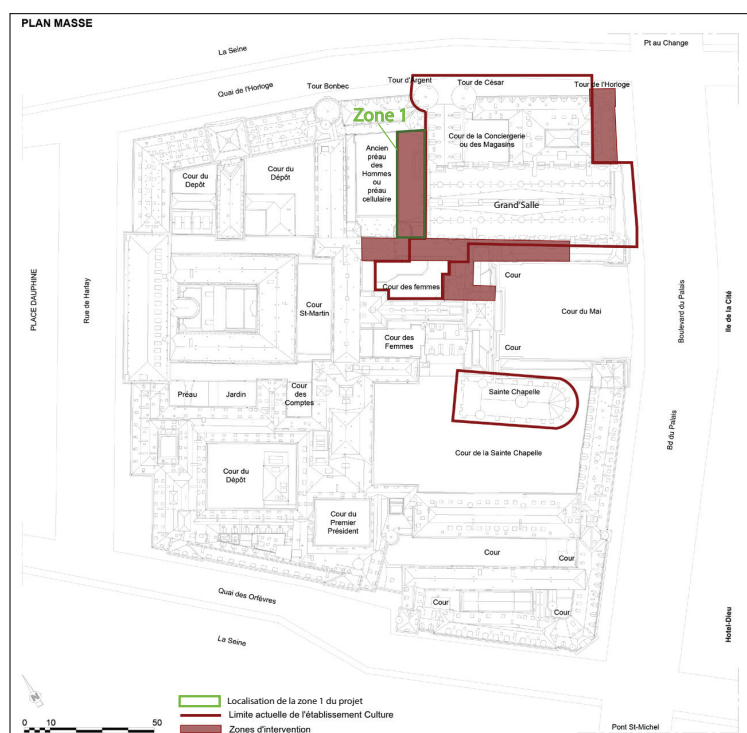 PLAN MASSE
La Seine
Pt au Change
Quai de l'Horloge
Tour Bonbec
Tour d'Argent
Tour de César
Tour de l'Horloge
Zone 1
Cour de la Conciergerie
ou des Magasins
Ancien
préau
des
Hommes
ou
préau
cellulaire
Cour du
Depôt
Cour du
Dépôt
Grand'Salle
PLACE DAUPHINE
Rue de Harlay
Cour
St-Martin
Cour des femmes
Cour
Cour du Mai
Boulevard du Palais
Ile de la Cité
Cour des
Femmes
Cour
Préau
Jardin
Cour
des
Comptes
Sainte Chapelle
Bd du Palais
Cour de la Sainte Chapelle
Cour du
Dépôt
Cour du
Premier
Président
Cour
Cour
Cour
Cour
Quai des Orfèvres
La Seine
Hotel-Dieu
Pont St-Michel
N
0 10 50
Localisation de la zone 1 du projet
Limite actuelle de l'établissement Culture
Zones d'intervention